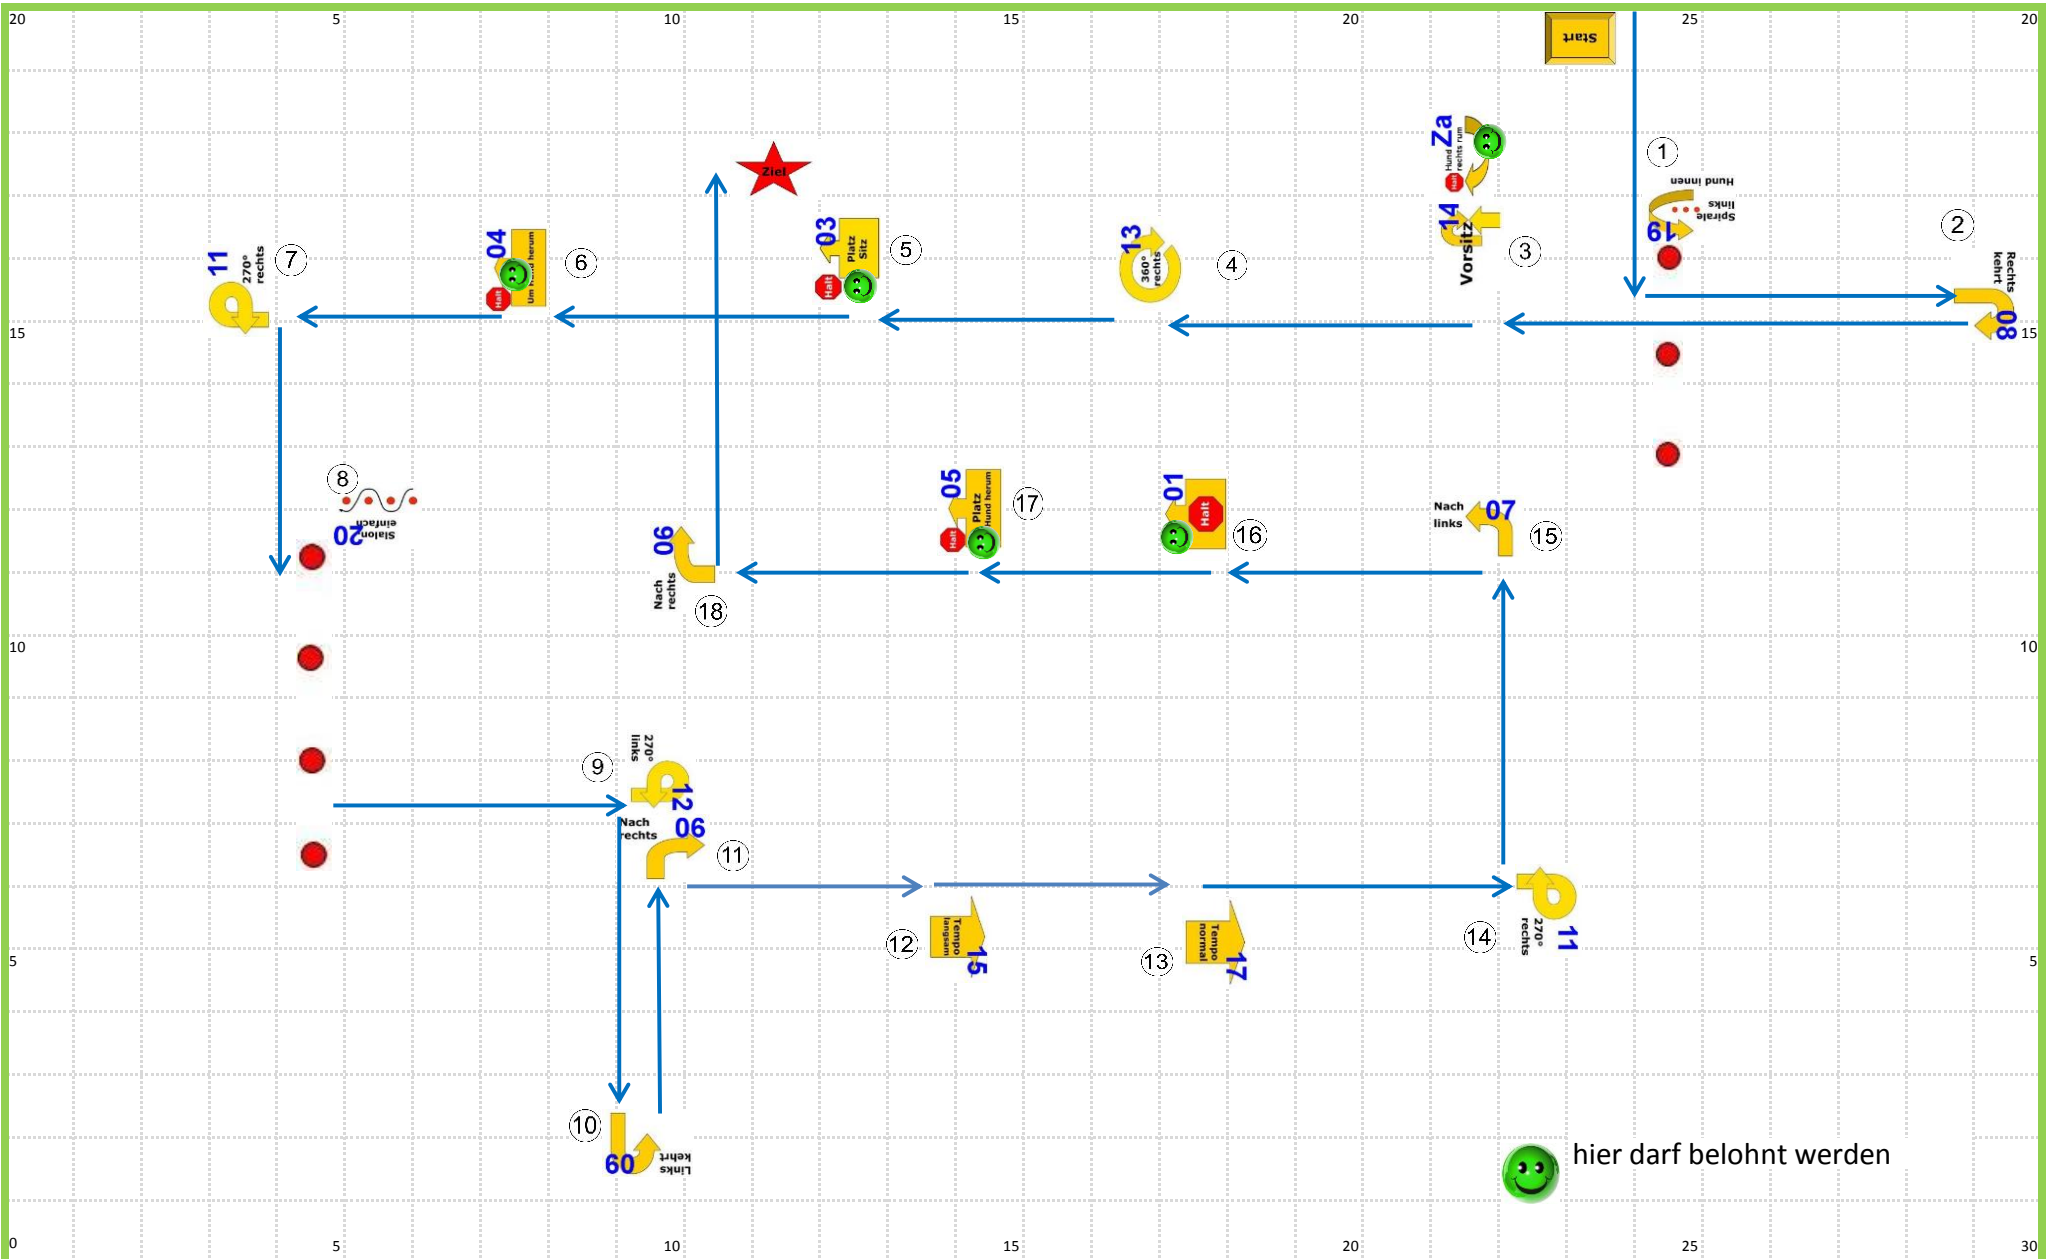 20
5
10
15
20
25
20
Start
1
Za
Hund
rechts rum
Halt
14
Vorsitz
3
Hund innen
Spirale
links
19
2
Rechts
kehrt
08
13
360°
rechts
4
03
Platz
Sitz
Halt
5
04
Um Hund herum
Halt
6
11
270°
rechts
7
Ziel
15
15
8
Slalom
einfach
20
06
Nach
rechts
18
05
Platz
Hund herum
Halt
17
01
Halt
16
Nach
links
07
15
10
10
9
270°
links
12
Nach
rechts
06
11
12
Tempo
langsam
15
13
Tempo
normal
17
14
270°
rechts
11
5
5
10
09
Links
kehrt
hier darf belohnt werden
0
5
10
15
20
25
30